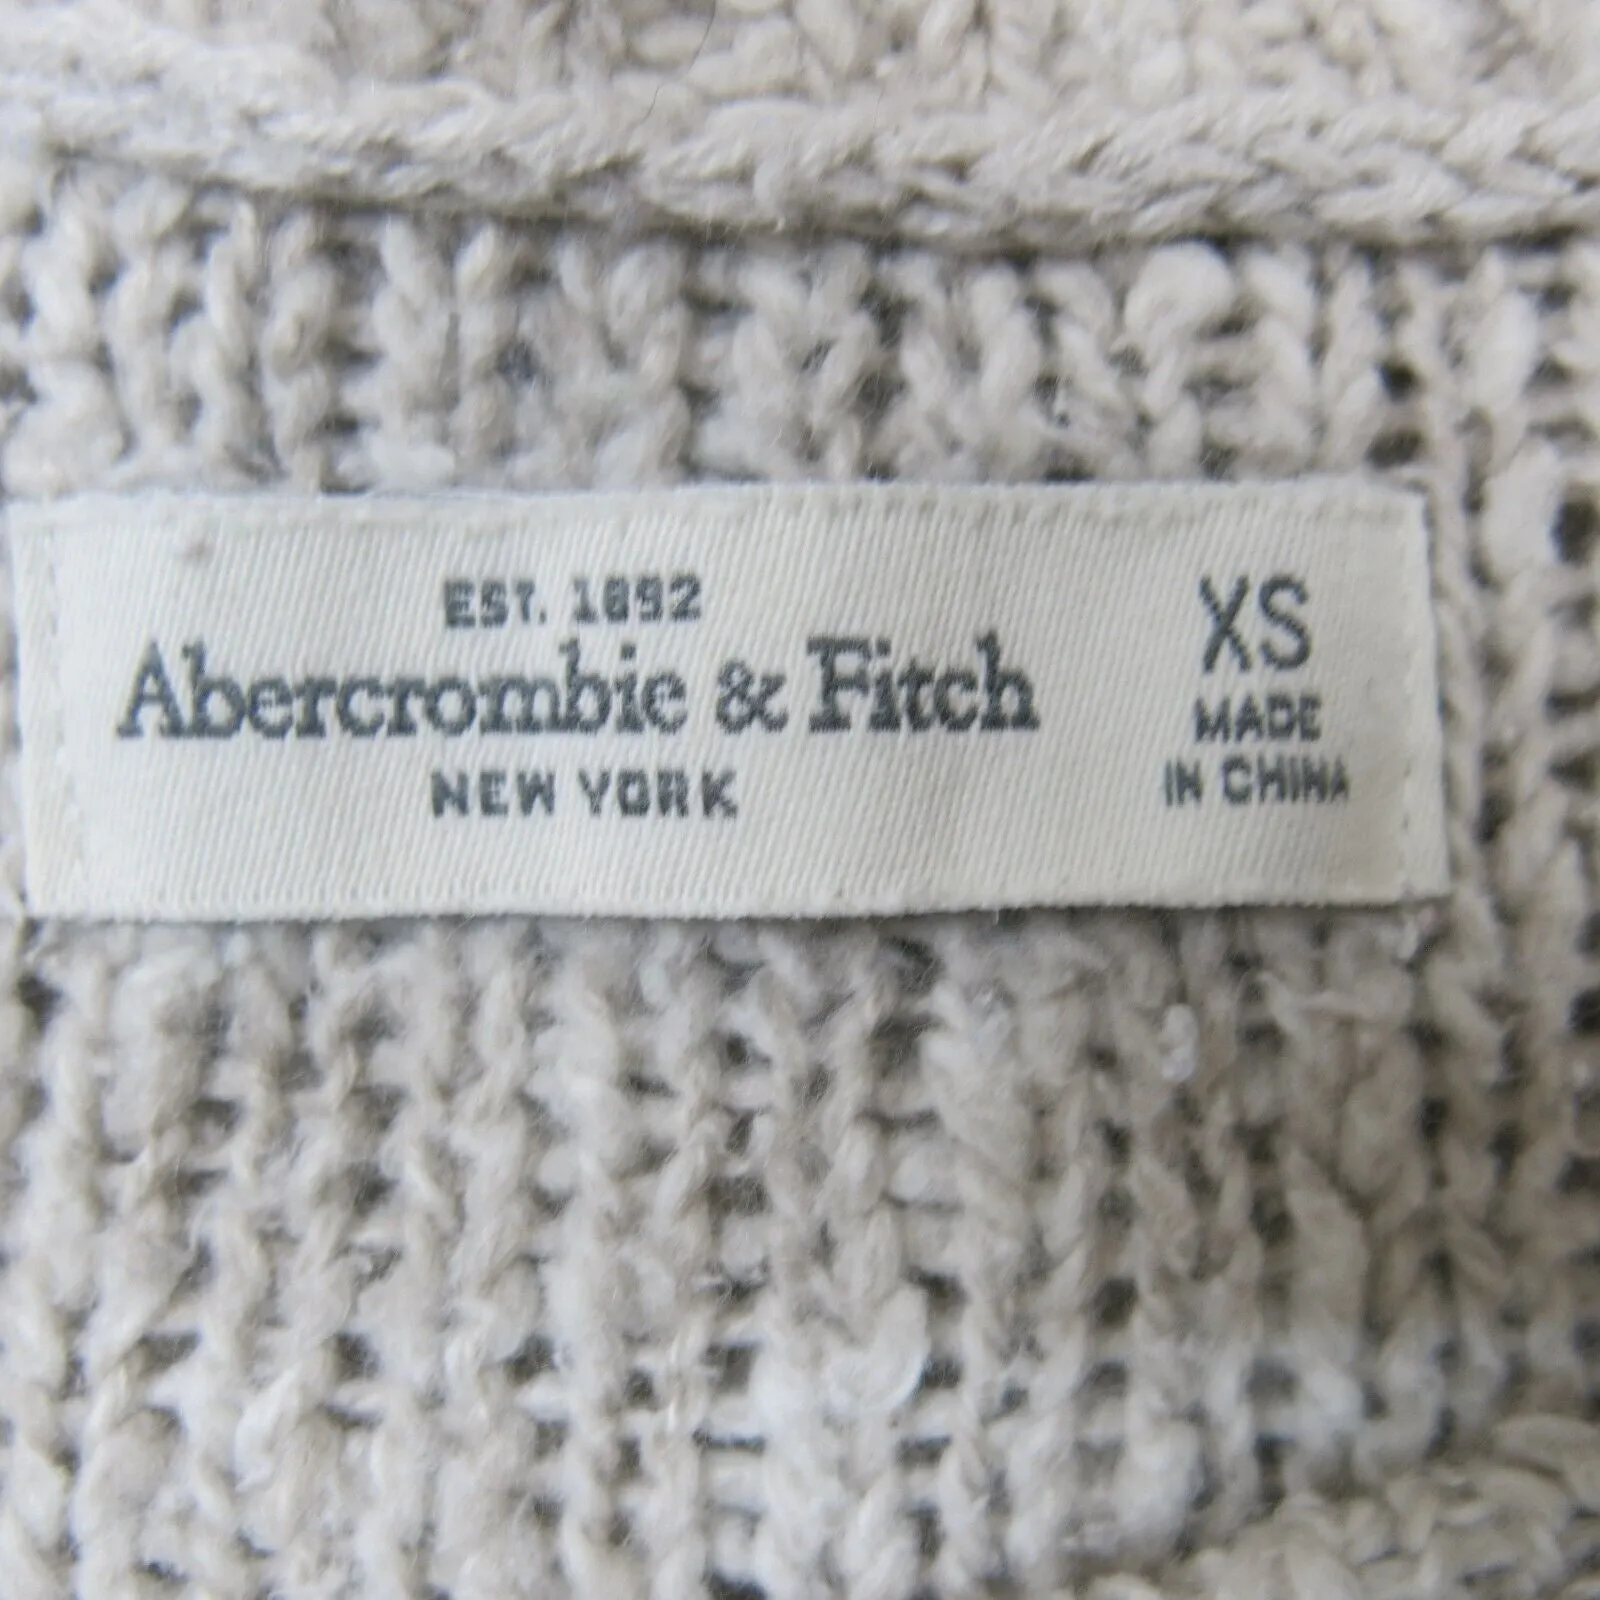 EST. 1892
Abercrombie & Fitch
NEW YORK
XS
MADE
IN CHINA